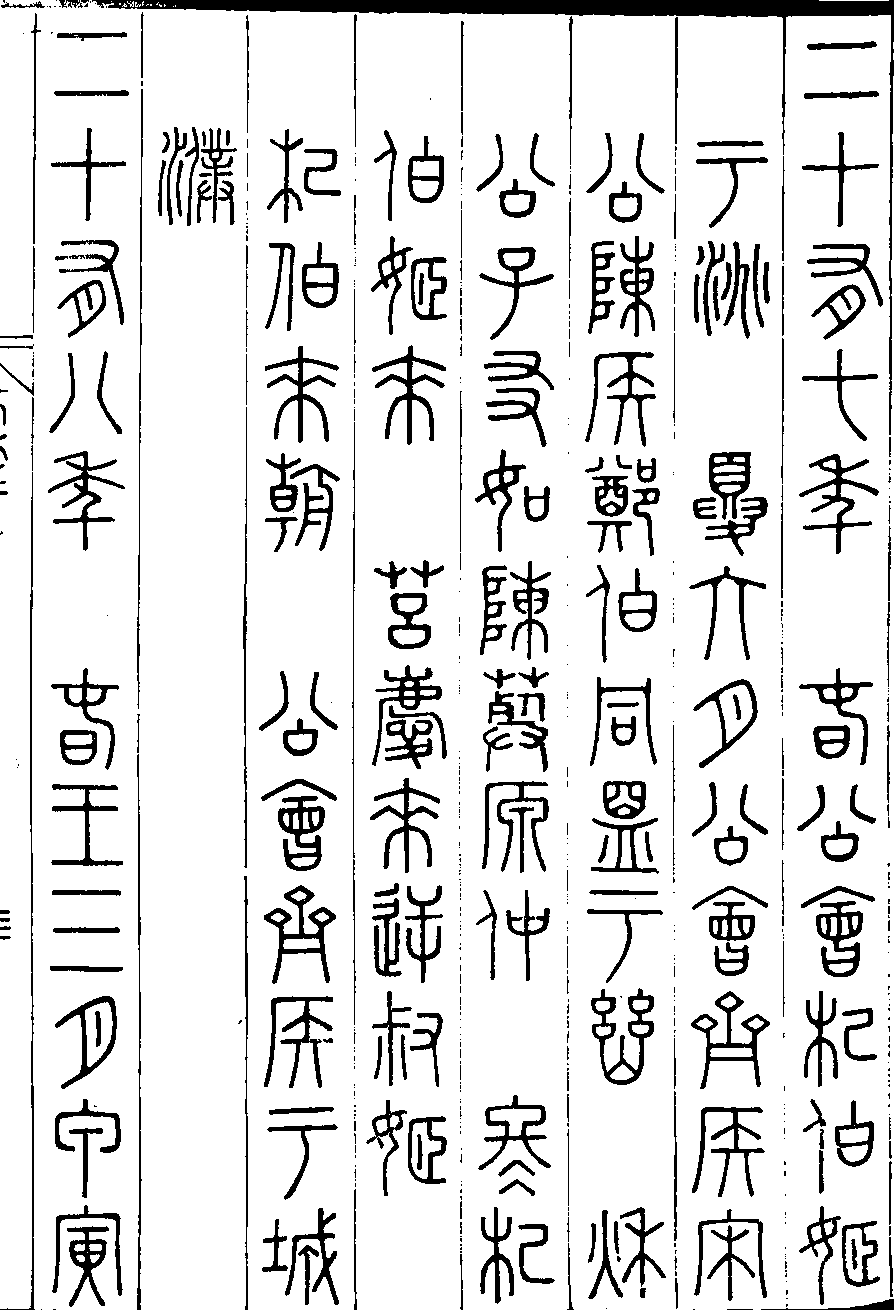 二十有七年 春公會杞伯姬
于洮 夏六月公會齊侯宋
公陳侯鄭伯同盟于幽 秋
公子友如陳葬原仲 冬杞
伯姬來 莒慶來逆叔姬
杞伯來朝 公會齊侯于城
濮
二十有八年 春王三月甲寅